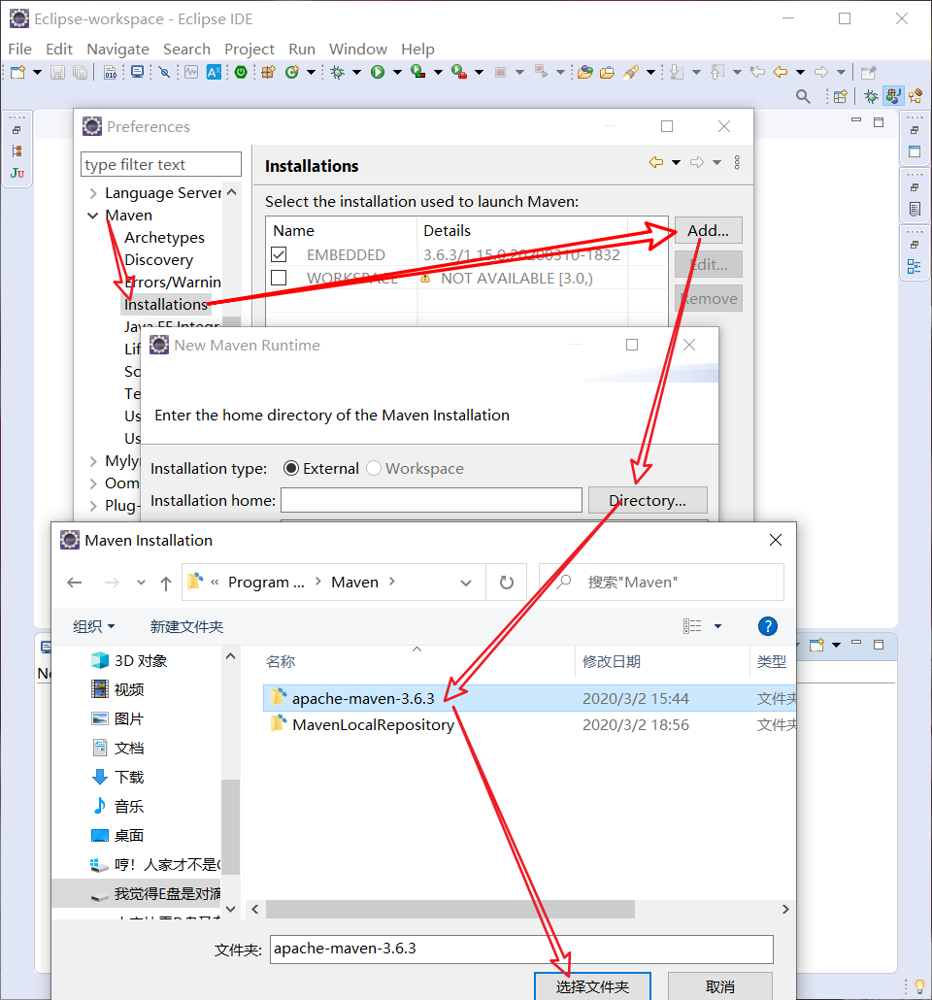 Eclipse-workspace - Eclipse IDE
File Edit Navigate Search Project Run Window Help
Preferences
type filter text
Installations
Language Server
Maven
Archetypes
Discovery
Errors/Warnin
Installations
Java EE Integr
Lif
So
Te
Us
Us
Myly
Oom
Plug-
Select the installation used to launch Maven:
Name Details
EMBEDDED 3.6.3/1.15.0.20200310-1832
WORKSPACE NOT AVAILABLE [3.0,)
Add...
Edit...
Remove
New Maven Runtime
Enter the home directory of the Maven Installation
Installation type: External Workspace
Installation home: Directory...
Maven Installation
« Program ... > Maven > 搜索"Maven"
组织 新建文件夹
名称 修改日期 类型
3D 对象
视频
图片
文档
下载
音乐
桌面
哼！人家才不是
我觉得E盘是对滴
apache-maven-3.6.3 2020/3/2 15:44 文件夹
MavenLocalRepository 2020/3/2 18:56 文件夹
文件夹: apache-maven-3.6.3
选择文件夹 取消